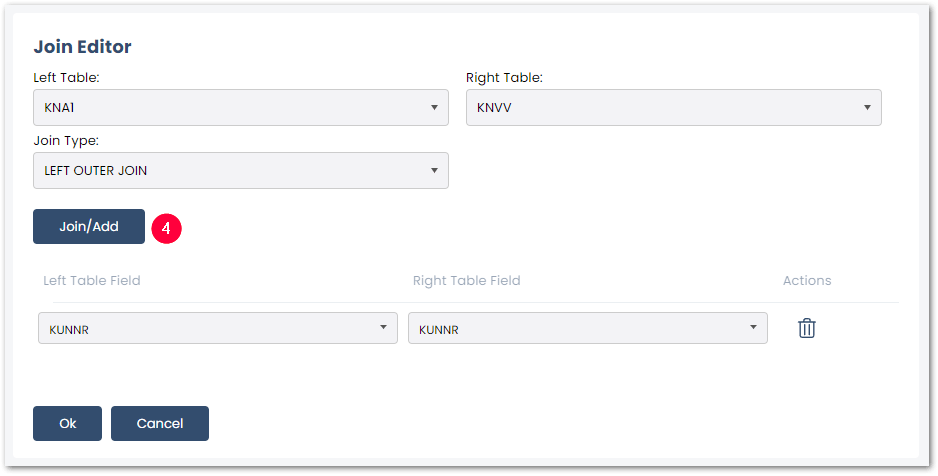 Join Editor
Left Table: Right Table:
KNA1 KNVV
Join Type:
LEFT OUTER JOIN
Join/Add 4
Left Table Field Right Table Field Actions
KUNNR KUNNR
Ok Cancel